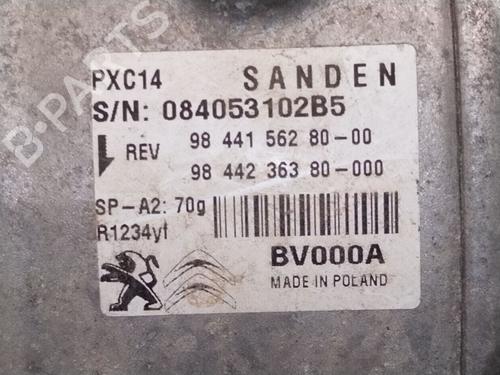 PXC14 SANDEN
S/N: 084053102B5
REV 98 441 562 80-00
98 442 363 80-000
SP-A2: 70g
R1234yf
BV000A
MADE IN POLAND
B-PARTS